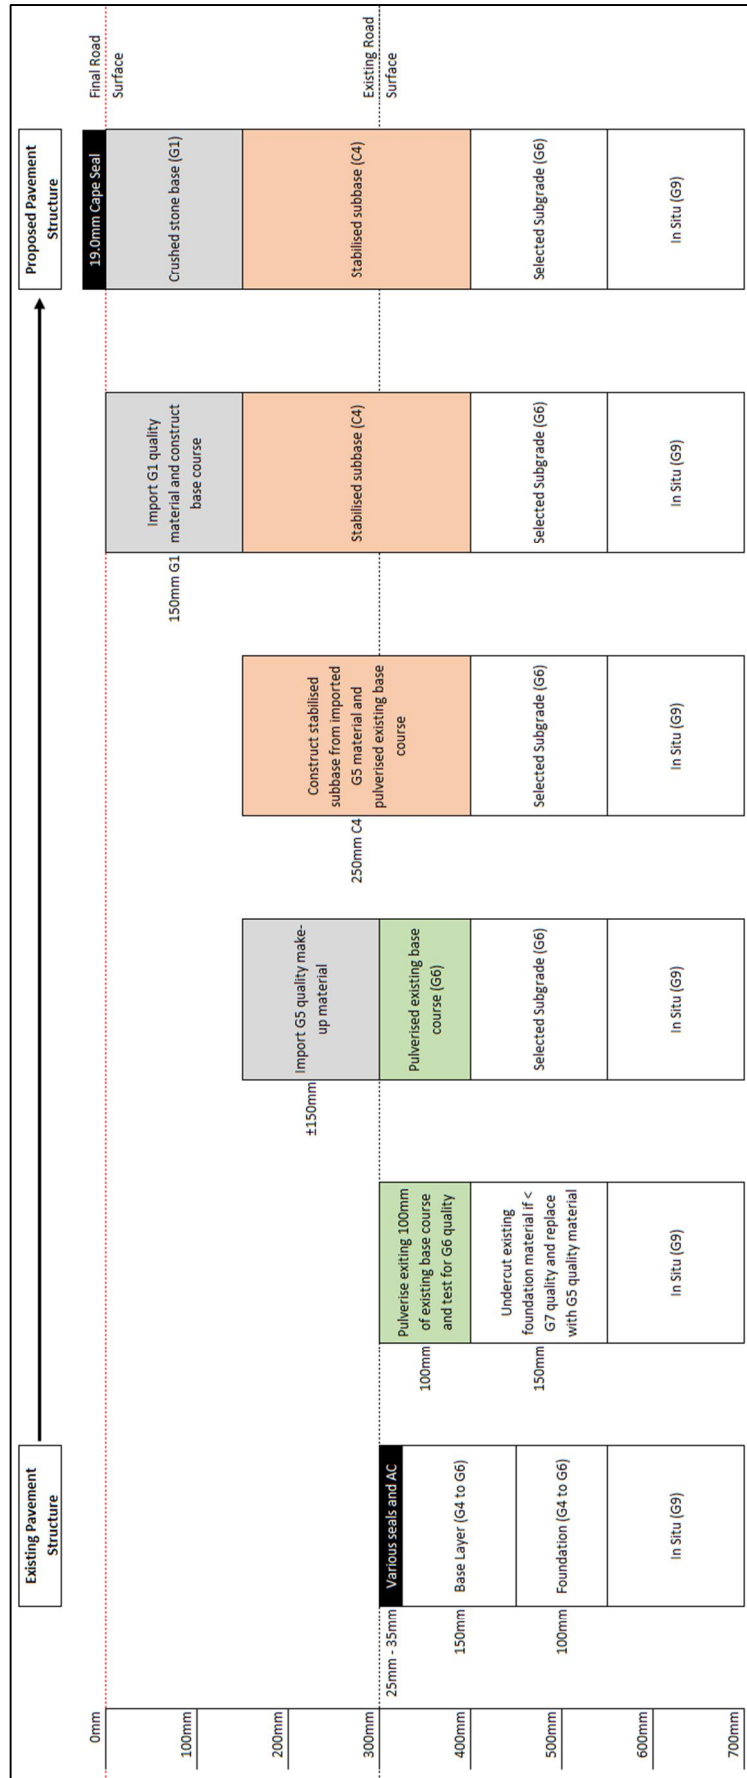 Existing Pavement
Structure
Proposed Pavement
Structure
0mm
100mm
200mm
300mm
400mm
500mm
600mm
700mm
25mm - 35mm
150mm
100mm
Various seals and AC
Base Layer (G4 to G6)
Foundation (G4 to G6)
In Situ (G9)
100mm
150mm
Pulverise exiting 100mm
of existing base course
and test for G6 quality
Undercut existing
foundation material if <
G7 quality and replace
with G5 quality material
In Situ (G9)
±150mm
Import G5 quality make-
up material
Pulverised existing base
course (G6)
Selected Subgrade (G6)
In Situ (G9)
250mm C4
Construct stabilised
subbase from imported
G5 material and
pulverised existing base
course
Selected Subgrade (G6)
In Situ (G9)
150mm G1
Import G1 quality
material and construct
base course
Stabilised subbase (C4)
Selected Subgrade (G6)
In Situ (G9)
19.0mm Cape Seal
Crushed stone base (G1)
Stabilised subbase (C4)
Selected Subgrade (G6)
In Situ (G9)
Final Road
Surface
Existing Road
Surface